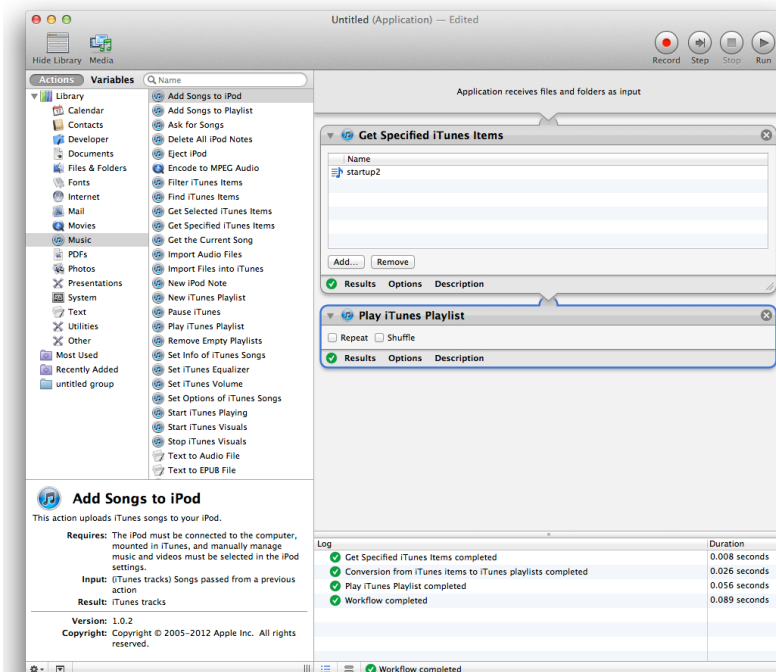 Untitled (Application) — Edited
Hide Library
Media
Record
Step
Stop
Run
Actions
Variables
Name
Library
Calendar
Contacts
Developer
Documents
Files & Folders
Fonts
Internet
Mail
Movies
Music
PDFs
Photos
Presentations
System
Text
Utilities
Other
Most Used
Recently Added
untitled group
Add Songs to iPod
Add Songs to Playlist
Ask for Songs
Delete All iPod Notes
Eject iPod
Encode to MPEG Audio
Filter iTunes Items
Find iTunes Items
Get Selected iTunes Items
Get Specified iTunes Items
Get the Current Song
Import Audio Files
Import Files into iTunes
New iPod Note
New iTunes Playlist
Pause iTunes
Play iTunes Playlist
Remove Empty Playlists
Set Info of iTunes Songs
Set iTunes Equalizer
Set iTunes Volume
Set Options of iTunes Songs
Start iTunes Playing
Start iTunes Visuals
Stop iTunes Visuals
Text to Audio File
Text to EPUB File
Add Songs to iPod
This action uploads iTunes songs to your iPod.
Requires: The iPod must be connected to the computer,
mounted in iTunes, and manually manage
music and videos must be selected in the iPod
settings.
Input: (iTunes tracks) Songs passed from a previous
action
Result: iTunes tracks
Version: 1.0.2
Copyright: Copyright © 2005–2012 Apple Inc. All rights
reserved.
Application receives files and folders as input
Get Specified iTunes Items
Name
startup2
Add...
Remove
Results
Options
Description
Play iTunes Playlist
Repeat
Shuffle
Results
Options
Description
Log
Duration
Get Specified iTunes Items completed
0.008 seconds
Conversion from iTunes items to iTunes playlists completed
0.026 seconds
Play iTunes Playlist completed
0.056 seconds
Workflow completed
0.089 seconds
Workflow completed